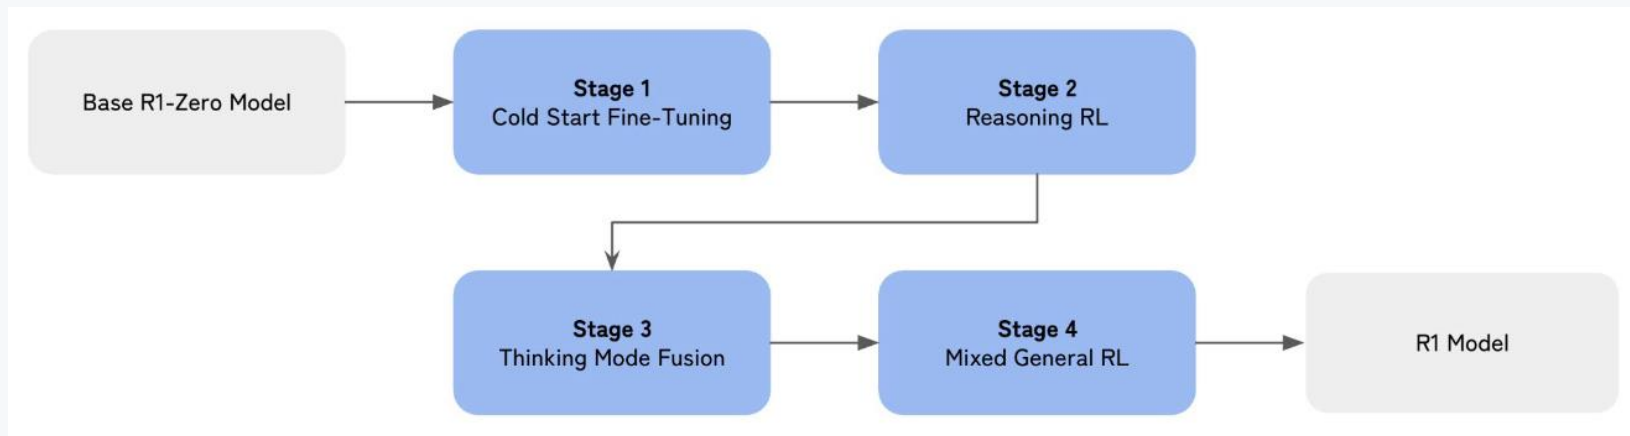 Base R1-Zero Model
Stage 1
Cold Start Fine-Tuning
Stage 2
Reasoning RL
Stage 3
Thinking Mode Fusion
Stage 4
Mixed General RL
R1 Model